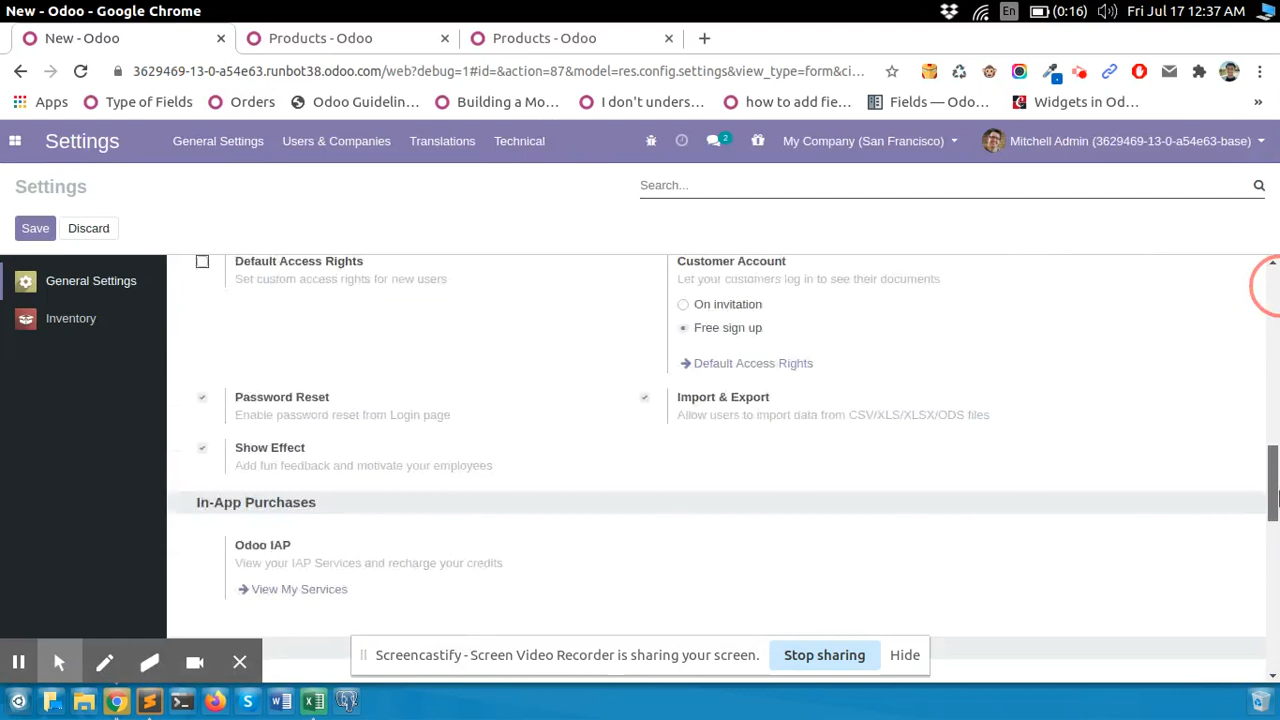 New - Odoo - Google Chrome
En
(0:16)
Fri Jul 17 12:37 AM
New - Odoo
Products - Odoo
Products - Odoo
3629469-13-0-a54e63.runbot38.odoo.com/web?debug=1#id=&action=87&model=res.config.settings&view_type=form&ci...
Apps
Type of Fields
Orders
Odoo Guidelin...
Building a Mo...
I don't unders...
how to add fie...
Fields — Odo...
Widgets in Od...
»
Settings
General Settings
Users & Companies
Translations
Technical
2
My Company (San Francisco)
Mitchell Admin (3629469-13-0-a54e63-base)
Settings
Search...
Save
Discard
General Settings
Inventory
Default Access Rights
Set custom access rights for new users
Customer Account
Let your customers log in to see their documents
On invitation
Free sign up
Default Access Rights
Password Reset
Enable password reset from Login page
Import & Export
Allow users to import data from CSV/XLS/XLSX/ODS files
Show Effect
Add fun feedback and motivate your employees
In-App Purchases
Odoo IAP
View your IAP Services and recharge your credits
View My Services
Screencastify - Screen Video Recorder is sharing your screen.
Stop sharing
Hide